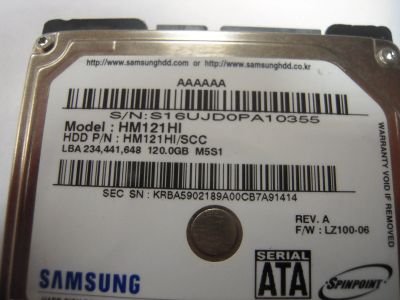 http://www.samsunghdd.com or http://www.samsunghdd.co.kr
AAAAAA
S/N:S16UJD0PA10355
Model : HM121HI
HDD P/N : HM121HI/SCC
LBA 234,441,648 120.0GB M5S1
SEC SN : KRBA5902189A00CB7A91414
WARRANTY VOID IF REMOVED
REV. A
F/W : LZ100-06
SAMSUNG
SERIAL
ATA
SPINPOINT